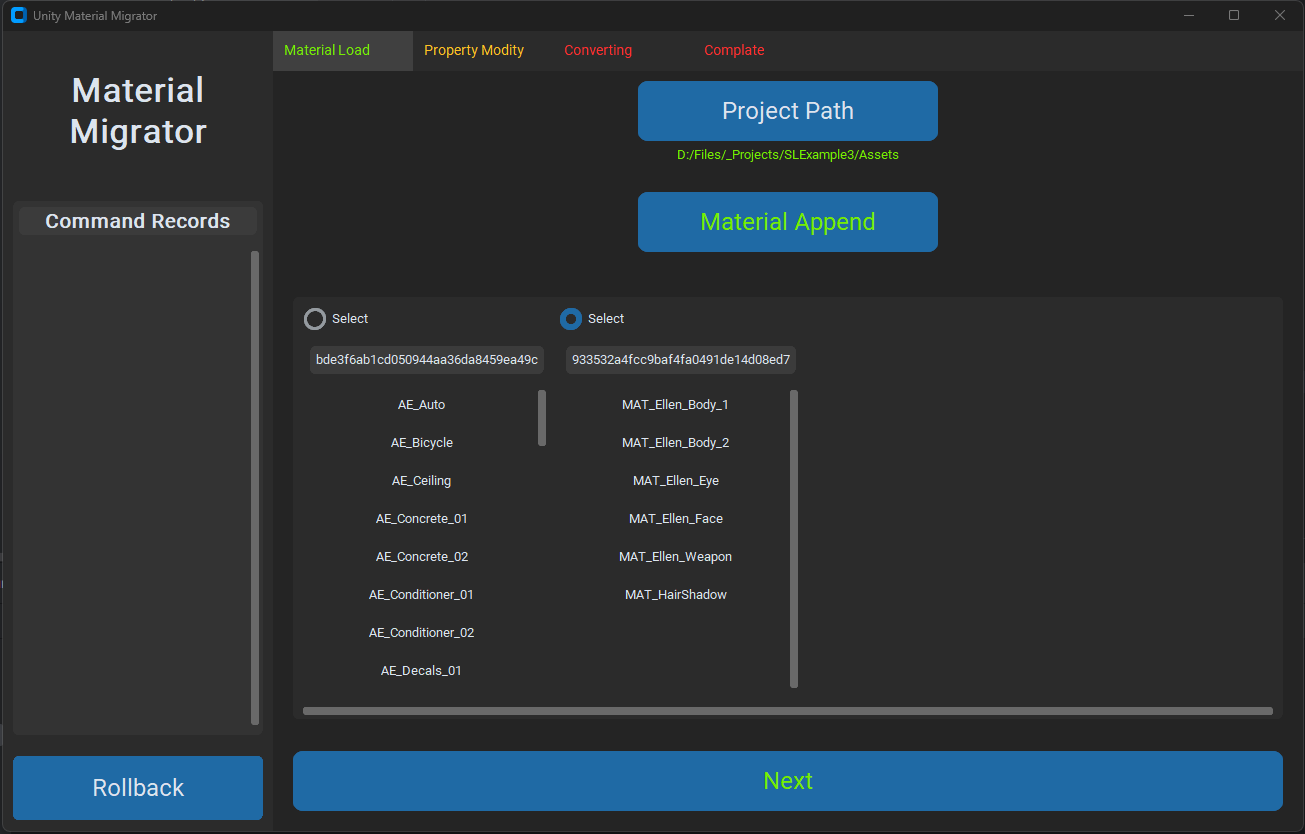 Unity Material Migrator
Material Load
Property Modity
Converting
Complate
Material
Migrator
Command Records
Rollback
Project Path
D:/Files/_Projects/SLExample3/Assets
Material Append
Select
Select
bde3f6ab1cd050944aa36da8459ea49c
933532a4fcc9baf4fa0491de14d08ed7
AE_Auto
MAT_Ellen_Body_1
AE_Bicycle
MAT_Ellen_Body_2
AE_Ceiling
MAT_Ellen_Eye
AE_Concrete_01
MAT_Ellen_Face
AE_Concrete_02
MAT_Ellen_Weapon
AE_Conditioner_01
MAT_HairShadow
AE_Conditioner_02
AE_Decals_01
Next